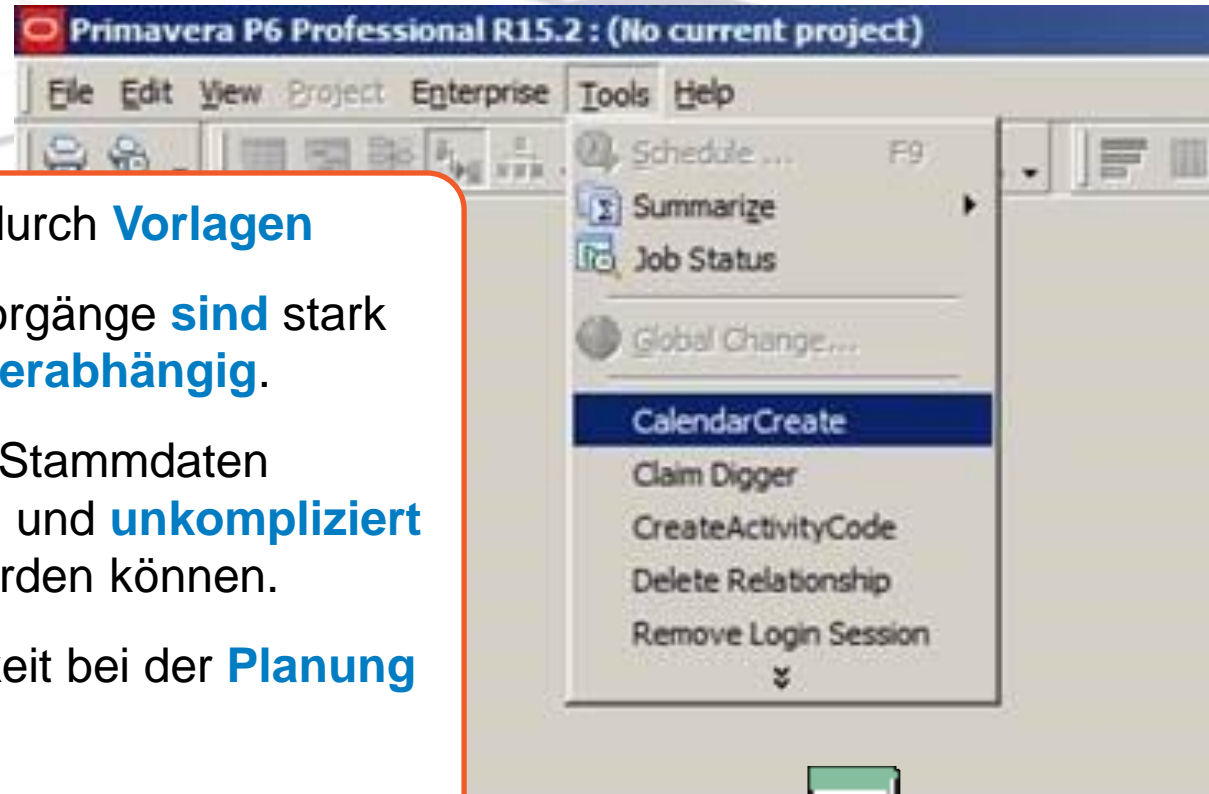 Primavera P6 Professional R15.2 : (No current project)
File Edit View Project Enterprise Tools Help
Schedule ... F9
Summarize
Job Status
Global Change...
CalendarCreate
Claim Digger
CreateActivityCode
Delete Relationship
Remove Login Session
durch Vorlagen
orgänge sind stark
erabhängig.
Stammdaten
und unkompliziert
rden können.
eit bei der Planung